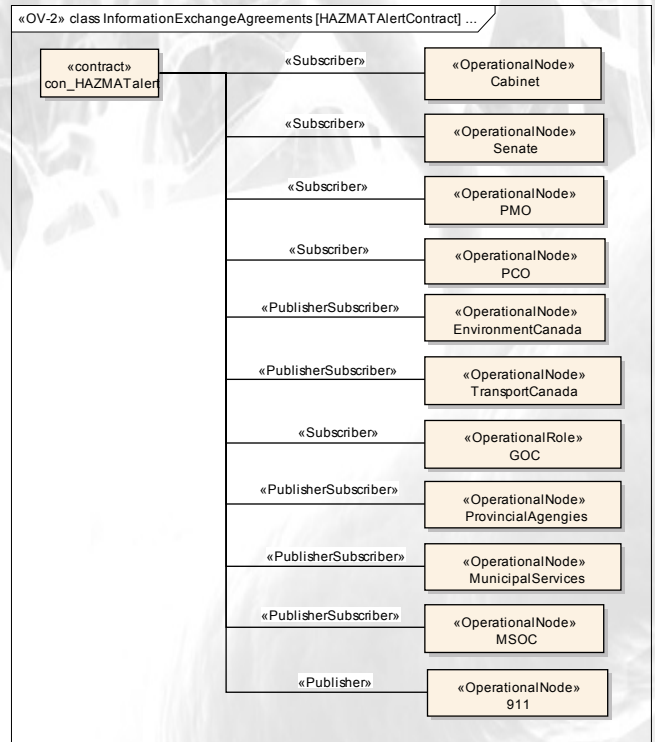 «OV-2» class InformationExchangeAgreements [HAZMATAlertContract] ...
«contract»
con_HAZMATalert
«Subscriber»
«OperationalNode»
Cabinet
«Subscriber»
«OperationalNode»
Senate
«Subscriber»
«OperationalNode»
PMO
«Subscriber»
«OperationalNode»
PCO
«PublisherSubscriber»
«OperationalNode»
EnvironmentCanada
«PublisherSubscriber»
«OperationalNode»
TransportCanada
«Subscriber»
«OperationalRole»
GOC
«PublisherSubscriber»
«OperationalNode»
ProvincialAgengies
«PublisherSubscriber»
«OperationalNode»
MunicipalServices
«PublisherSubscriber»
«OperationalNode»
MSOC
«Publisher»
«OperationalNode»
911